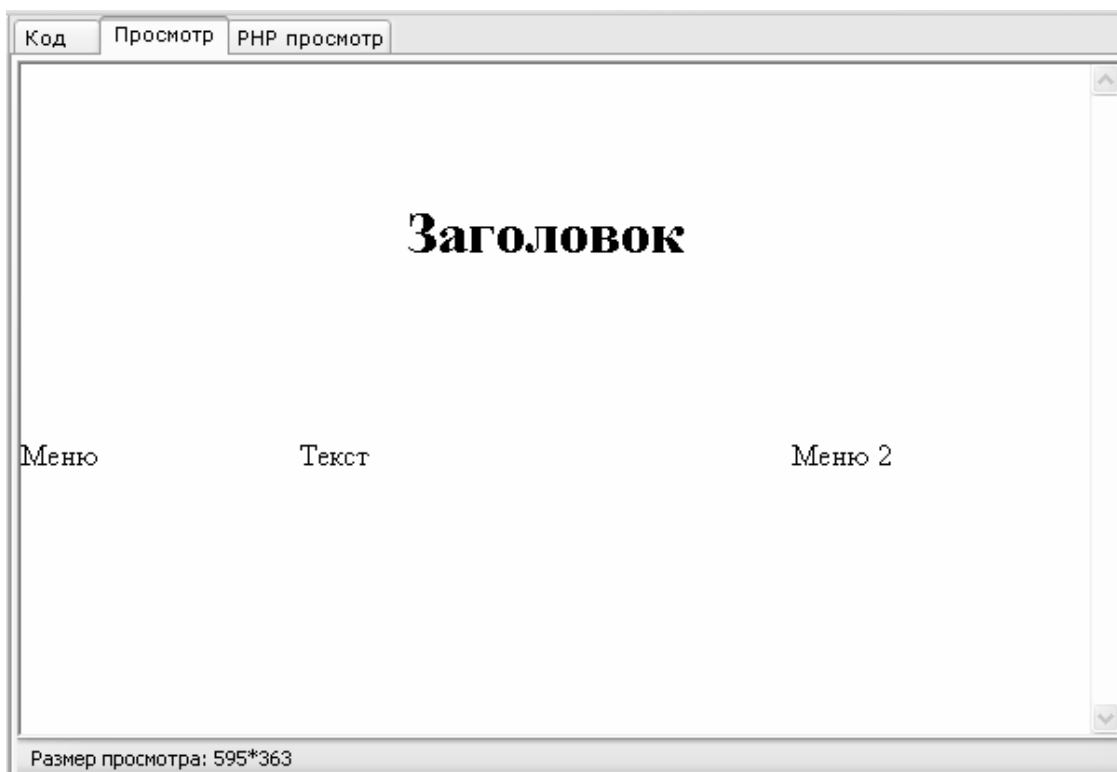 Код Просмотр PHP просмотр
Заголовок
Меню Текст Меню 2
Размер просмотра: 595*363